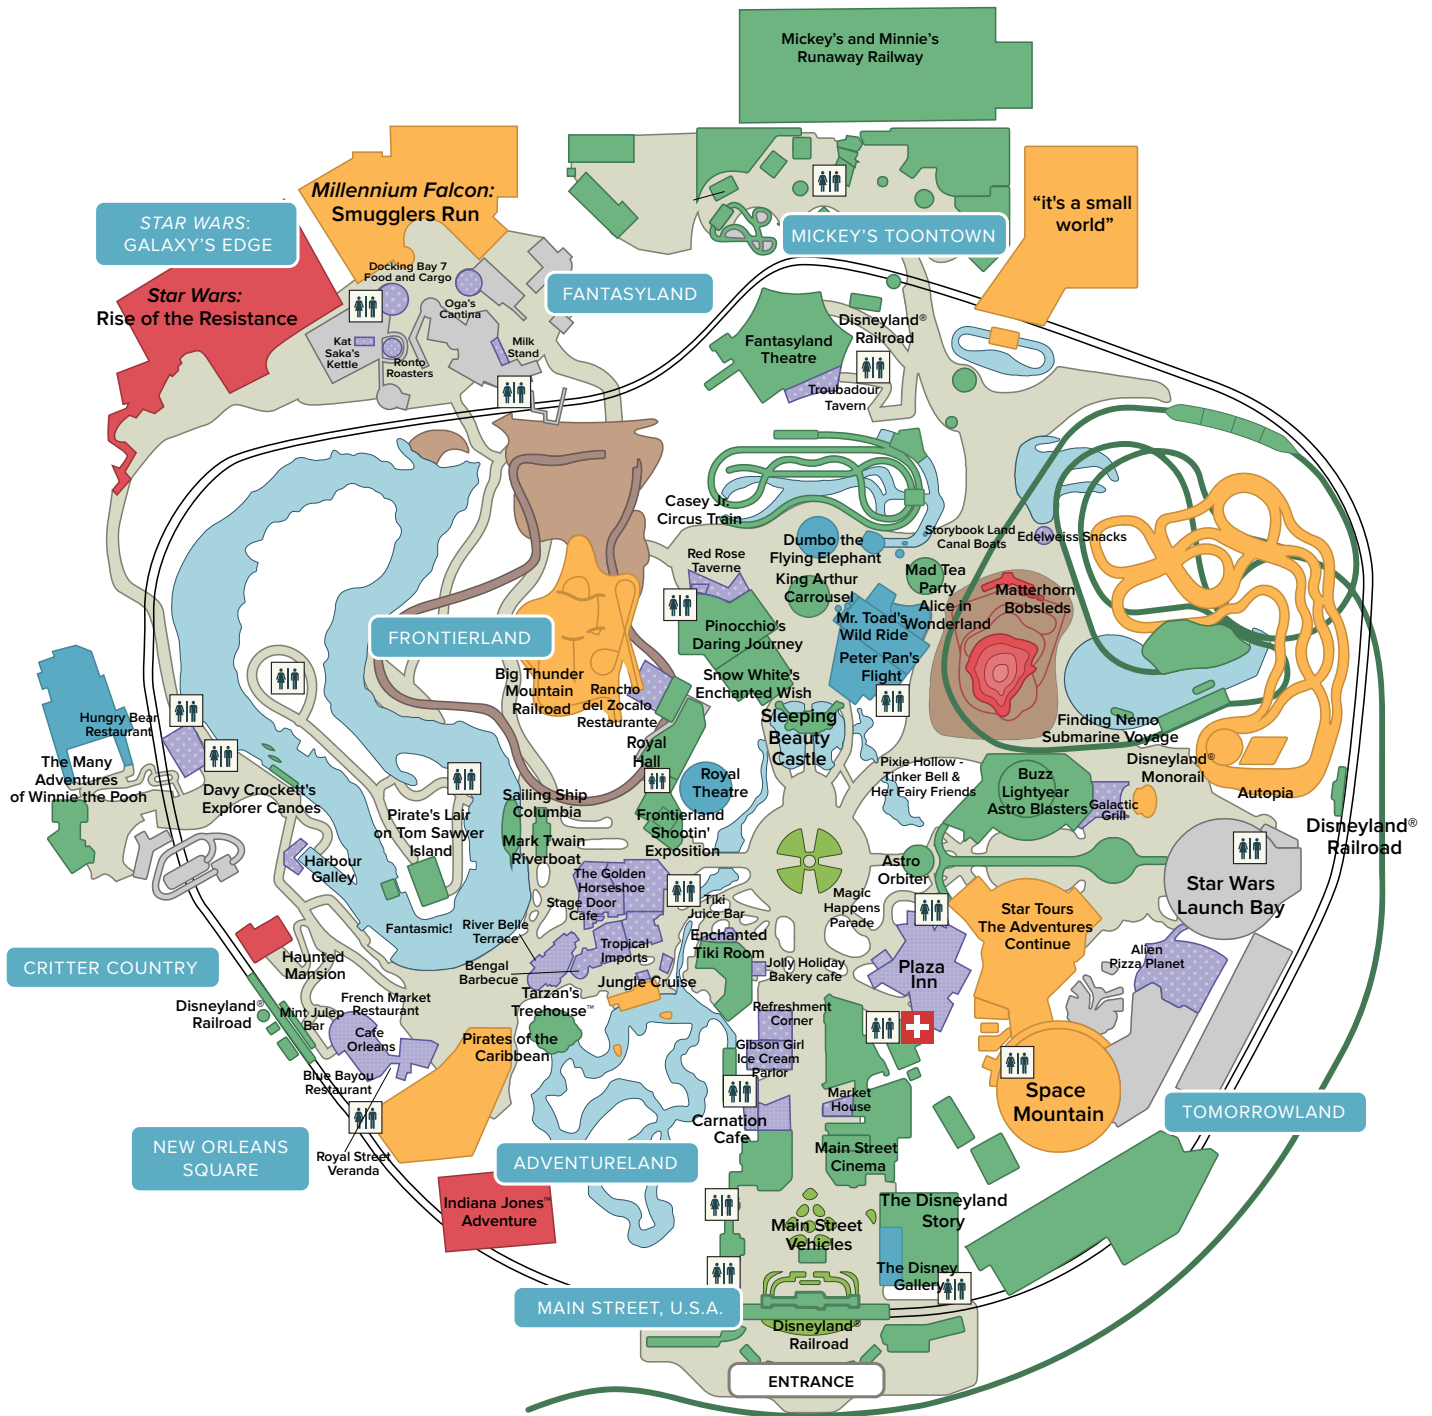 Mickey's and Minnie's
Runaway Railway
Millennium Falcon:
Smugglers Run
STAR WARS:
GALAXY'S EDGE
"it's a small
world"
MICKEY'S TOONTOWN
Docking Bay 7
Food and Cargo
FANTASYLAND
Star Wars:
Rise of the Resistance
Oga's
Cantina
Kat
Saka's
Kettle
Ronto
Roasters
Milk
Stand
Fantasyland
Theatre
Disneyland®
Railroad
Troubadour
Tavern
Casey Jr.
Circus Train
Dumbo the
Flying Elephant
Storybook Land
Canal Boats
Edelweiss Snacks
Red Rose
Taverne
King Arthur
Carrousel
Mad Tea
Party
Alice in
Wonderland
Matterhorn
Bobsleds
Pinocchio's
Daring Journey
Mr. Toad's
Wild Ride
Peter Pan's
Flight
FRONTIERLAND
Big Thunder
Mountain
Railroad
Rancho
del Zocalo
Restaurante
Snow White's
Enchanted Wish
Sleeping
Beauty
Castle
Hungry Bear
Restaurant
The Many
Adventures
of Winnie the Pooh
Davy Crockett's
Explorer Canoes
Pirate's Lair
on Tom Sawyer
Island
Sailing Ship
Columbia
Mark Twain
Riverboat
Royal
Hall
Royal
Theatre
Frontierland
Shootin'
Exposition
Pixie Hollow -
Tinker Bell &
Her Fairy Friends
Finding Nemo
Submarine Voyage
Disneyland®
Monorail
Buzz
Lightyear
Astro Blasters
Galactic
Grill
Autopia
Disneyland®
Railroad
Harbour
Galley
The Golden
Horseshoe
Stage Door
Cafe
Astro
Orbiter
Star Wars
Launch Bay
Tiki
Juice Bar
Magic
Happens
Parade
Fantasmic!
River Belle
Terrace
Enchanted
Tiki Room
Star Tours
The Adventures
Continue
Tropical
Imports
Bengal
Barbecue
Jungle Cruise
Jolly Holiday
Bakery cafe
Plaza
Inn
Alien
Pizza Planet
CRITTER COUNTRY
Haunted
Mansion
Disneyland®
Railroad
Mint Julep
Bar
French Market
Restaurant
Cafe
Orleans
Tarzan's
Treehouse™
Refreshment
Corner
Pirates of the
Caribbean
Gibson Girl
Ice Cream
Parlor
Blue Bayou
Restaurant
Market
House
Space
Mountain
TOMORROWLAND
Carnation
Cafe
NEW ORLEANS
SQUARE
Royal Street
Veranda
ADVENTURELAND
Main Street
Cinema
Indiana Jones™
Adventure
The Disneyland
Story
Main Street
Vehicles
The Disney
Gallery
MAIN STREET, U.S.A.
Disneyland®
Railroad
ENTRANCE